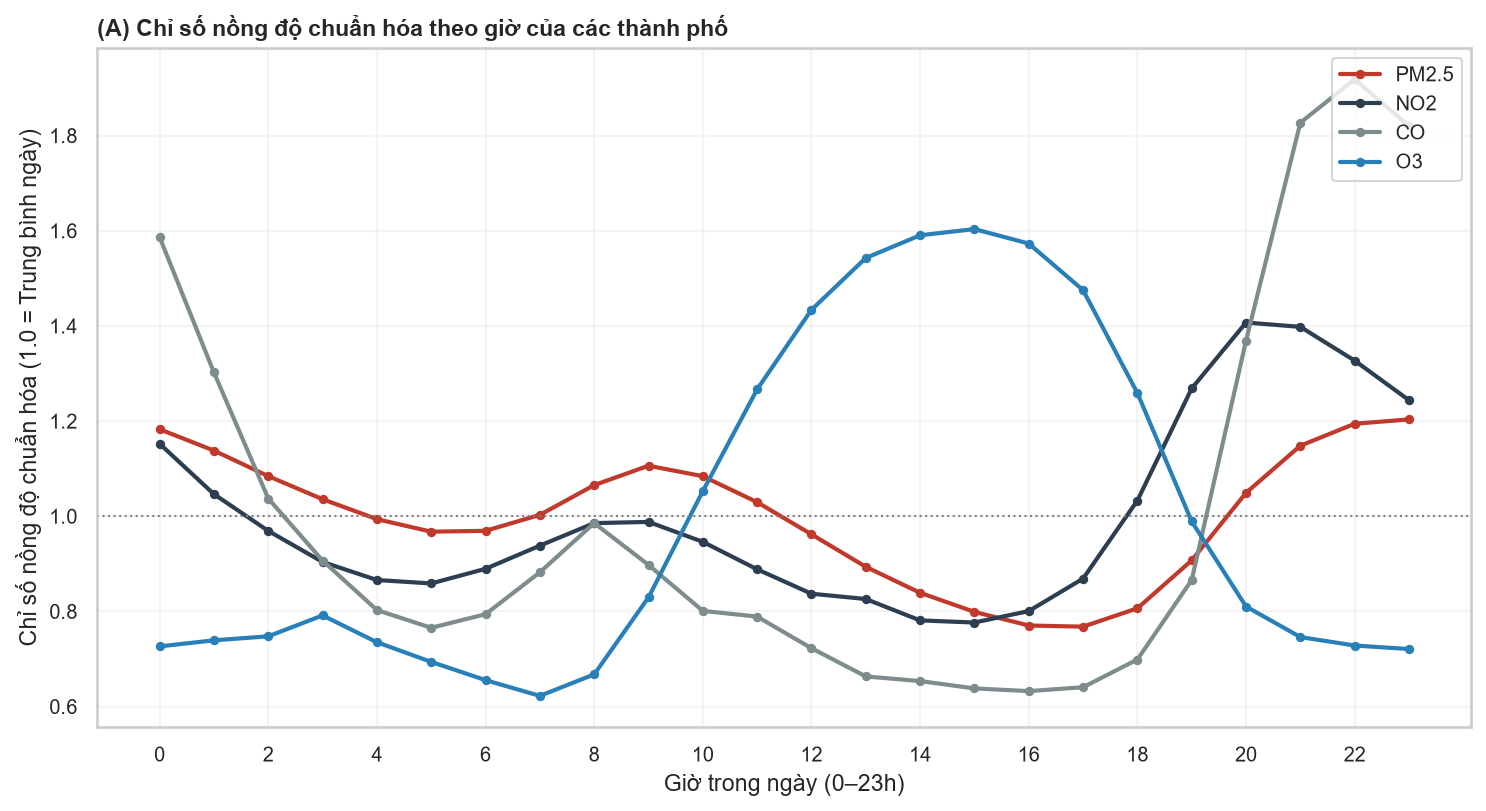 (A) Chỉ số nồng độ chuẩn hóa theo giờ của các thành phố
Chỉ số nồng độ chuẩn hóa (1.0 = Trung bình ngày)
1.8
1.6
1.4
1.2
1.0
0.8
0.6
PM2.5
NO2
CO
O3
0 2 4 6 8 10 12 14 16 18 20 22
Giờ trong ngày (0–23h)